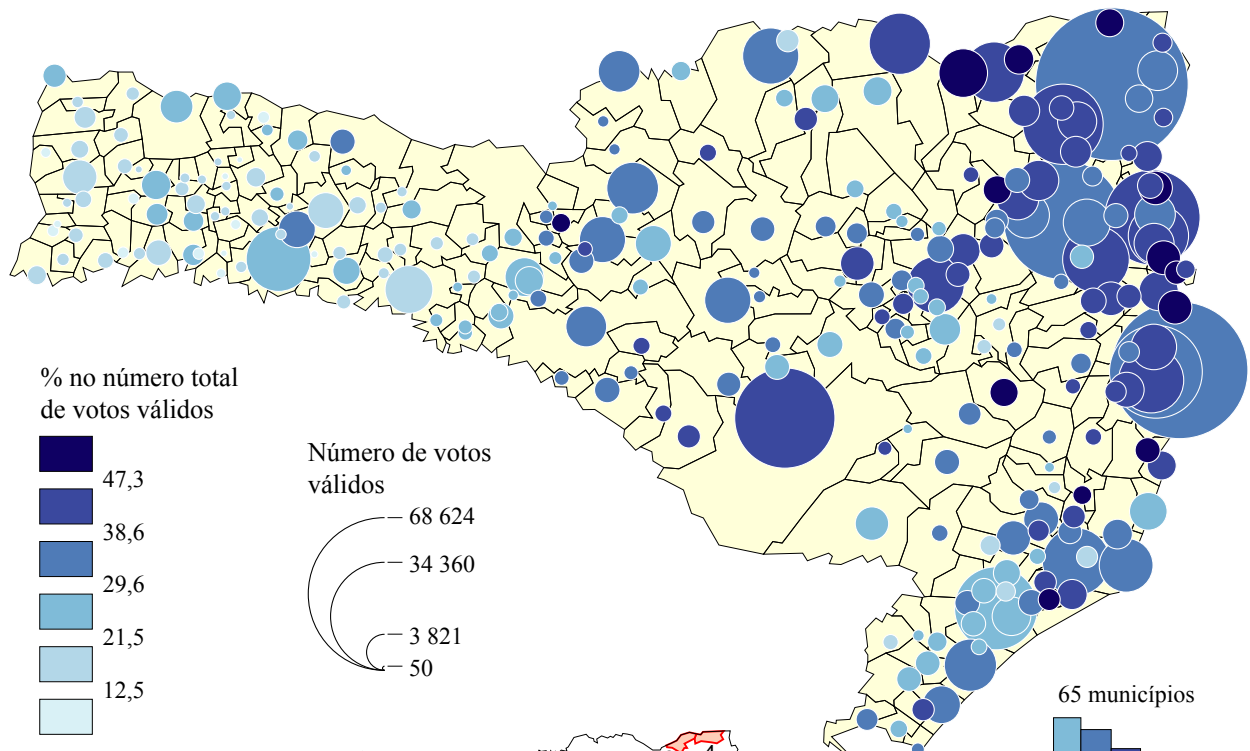 % no número total
de votos válidos
47,3
38,6
29,6
21,5
12,5
Número de votos
válidos
68 624
34 360
3 821
50
65 municípios
4